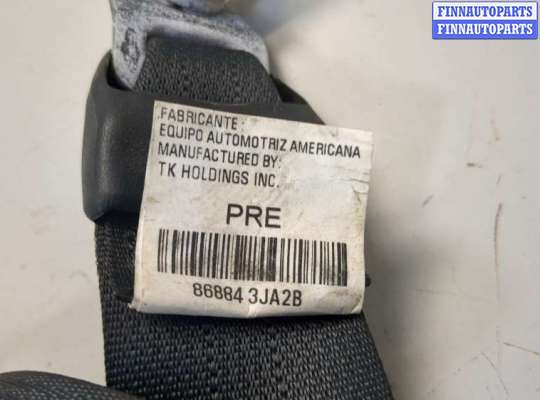 FINNAUTOPARTS
FINNAUTOPARTS
FABRICANTE:
EQUIPO AUTOMOTRIZ AMERICANA
MANUFACTURED BY:
TK HOLDINGS INC.
PRE
86884 3JA2B